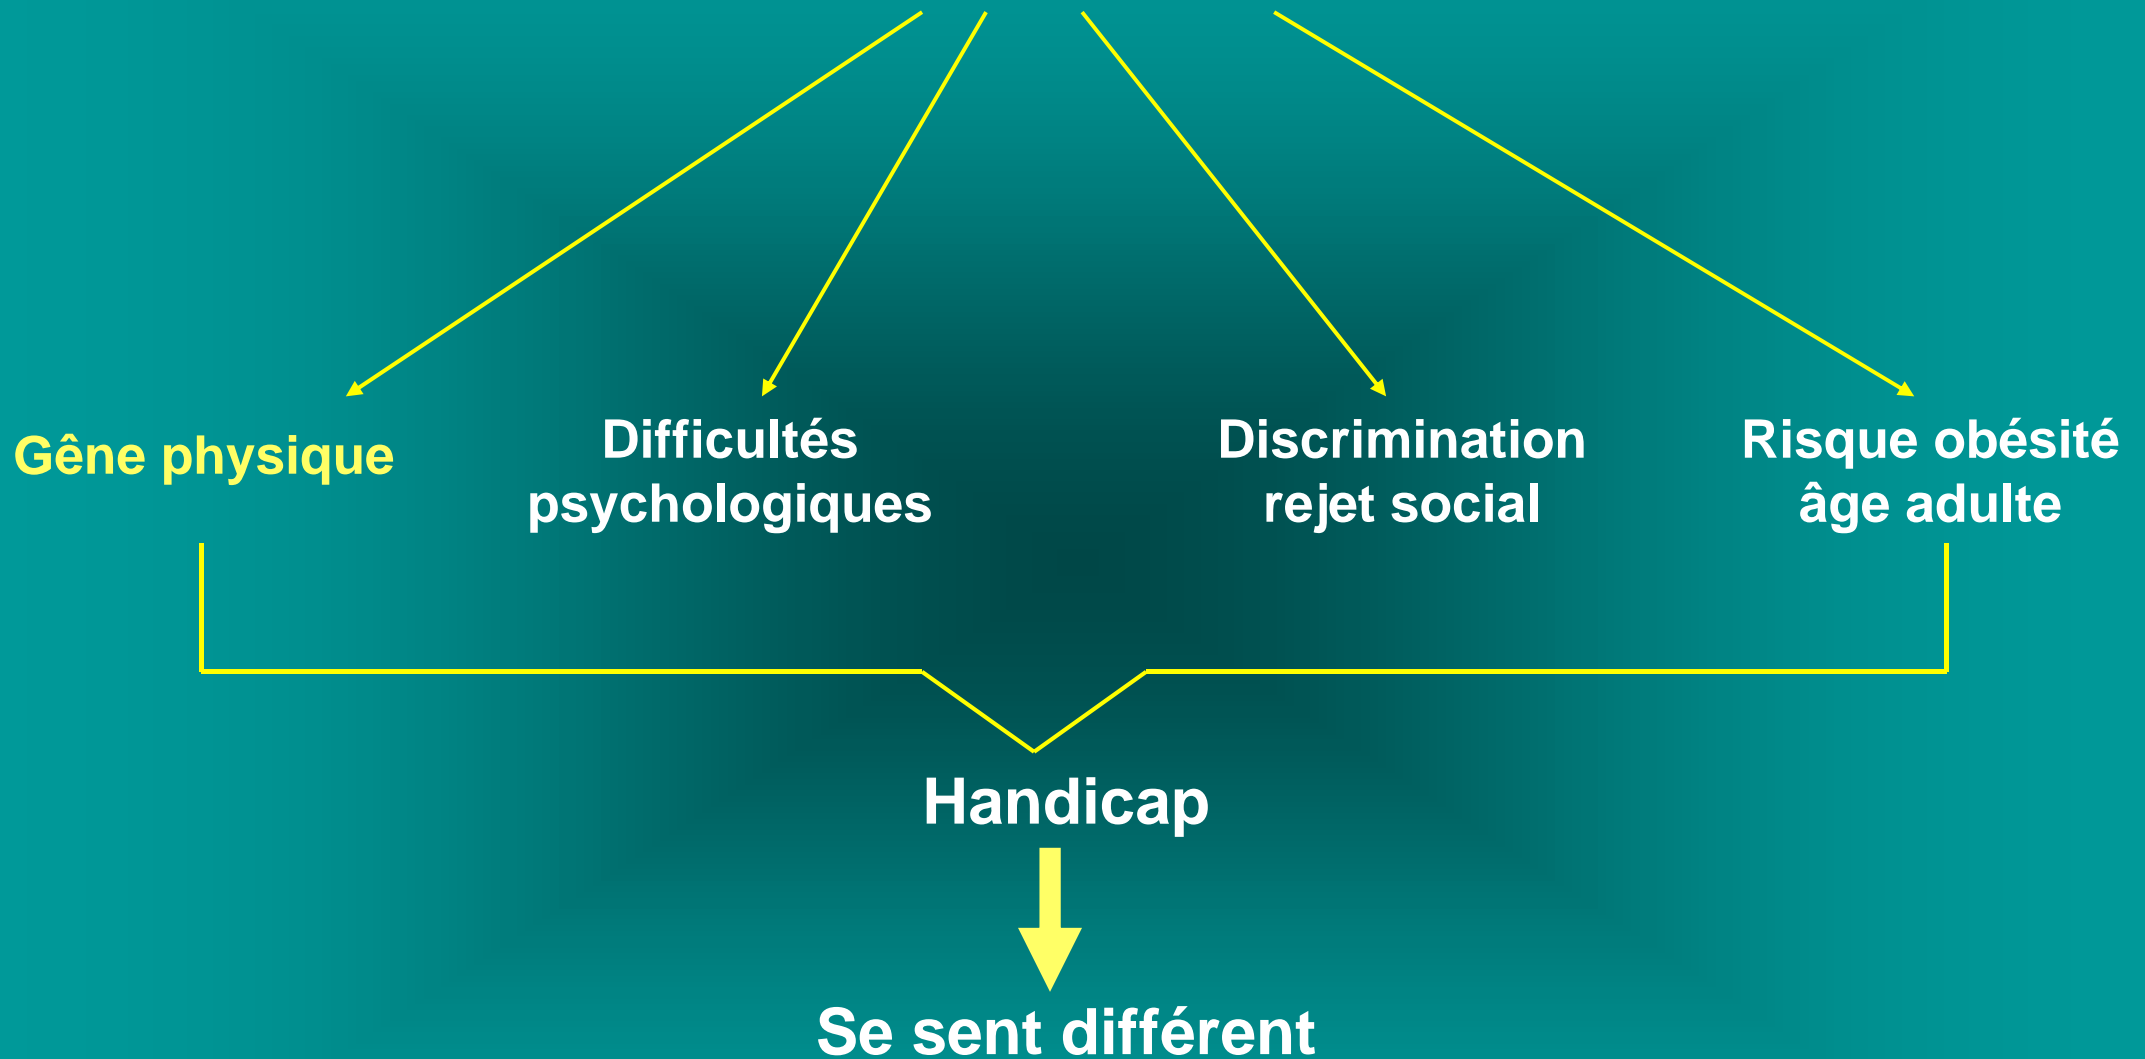 Gêne physique
Difficultés
psychologiques
Discrimination
rejet social
Risque obésité
âge adulte
Handicap
Se sent différent